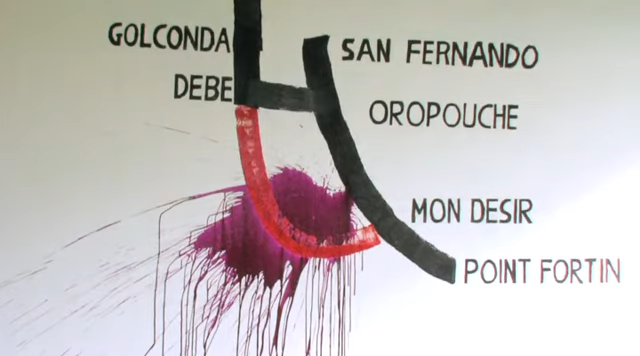 GOLCONDA
SAN FERNANDO
DEBE
OROPOUCHE
MON DESIR
POINT FORTIN